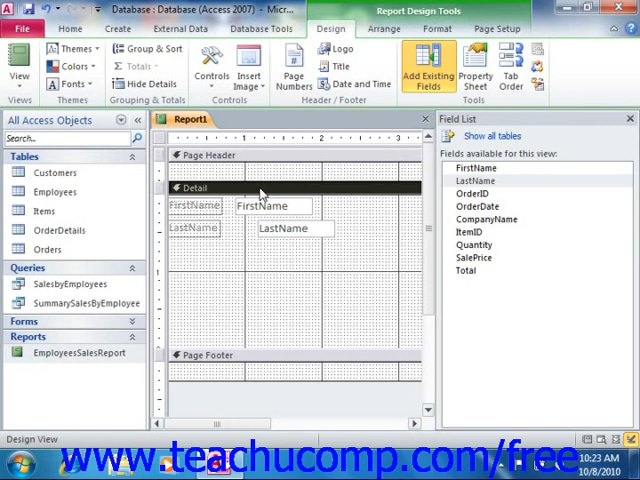 Database : Database (Access 2007) - Micr...
Report Design Tools
File Home Create External Data Database Tools Design Arrange Format Page Setup
View
Views
Themes
Colors
Fonts
Themes
Group & Sort
Totals
Hide Details
Grouping & Totals
Controls
Insert Image
Controls
Page Numbers
Logo
Title
Date and Time
Header / Footer
Add Existing Fields
Property Sheet
Tab Order
Tools
All Access Objects
Search...
Tables
Customers
Employees
Items
OrderDetails
Orders
Queries
SalesbyEmployees
SummarySalesByEmployee
Forms
Reports
EmployeesSalesReport
Report1
1 2 3
Page Header
Detail
FirstName FirstName
LastName LastName
1
Page Footer
Field List
Show all tables
Fields available for this view:
FirstName
LastName
OrderID
OrderDate
CompanyName
ItemID
Quantity
SalePrice
Total
Design View
www.teachucomp.com/free
10:23 AM
10/8/2010